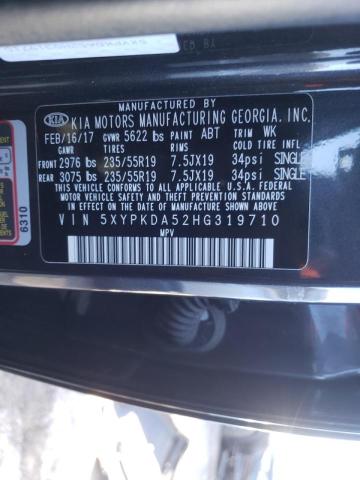 MANUFACTURED BY
KIA KIA MOTORS MANUFACTURING GEORGIA, INC.
FEB/16/17 GVWR 5622 lbs PAINT ABT TRIM WK
GAWR TIRES RIMS COLD TIRE INFL.
FRONT 2976 lbs 235/55R19 7.5JX19 34psi SINGLE
REAR 3075 lbs 235/55R19 7.5JX19 34psi SINGLE
THIS VEHICLE CONFORMS TO ALL APPLICABLE U.S.
FEDERAL MOTOR VEHICLE SAFETY STANDARDS IN
EFFECT ON THE DATE OF MANUFACTURE SHOWN ABOVE.
VIN 5XYPKDA52HG319710
MPV
6310